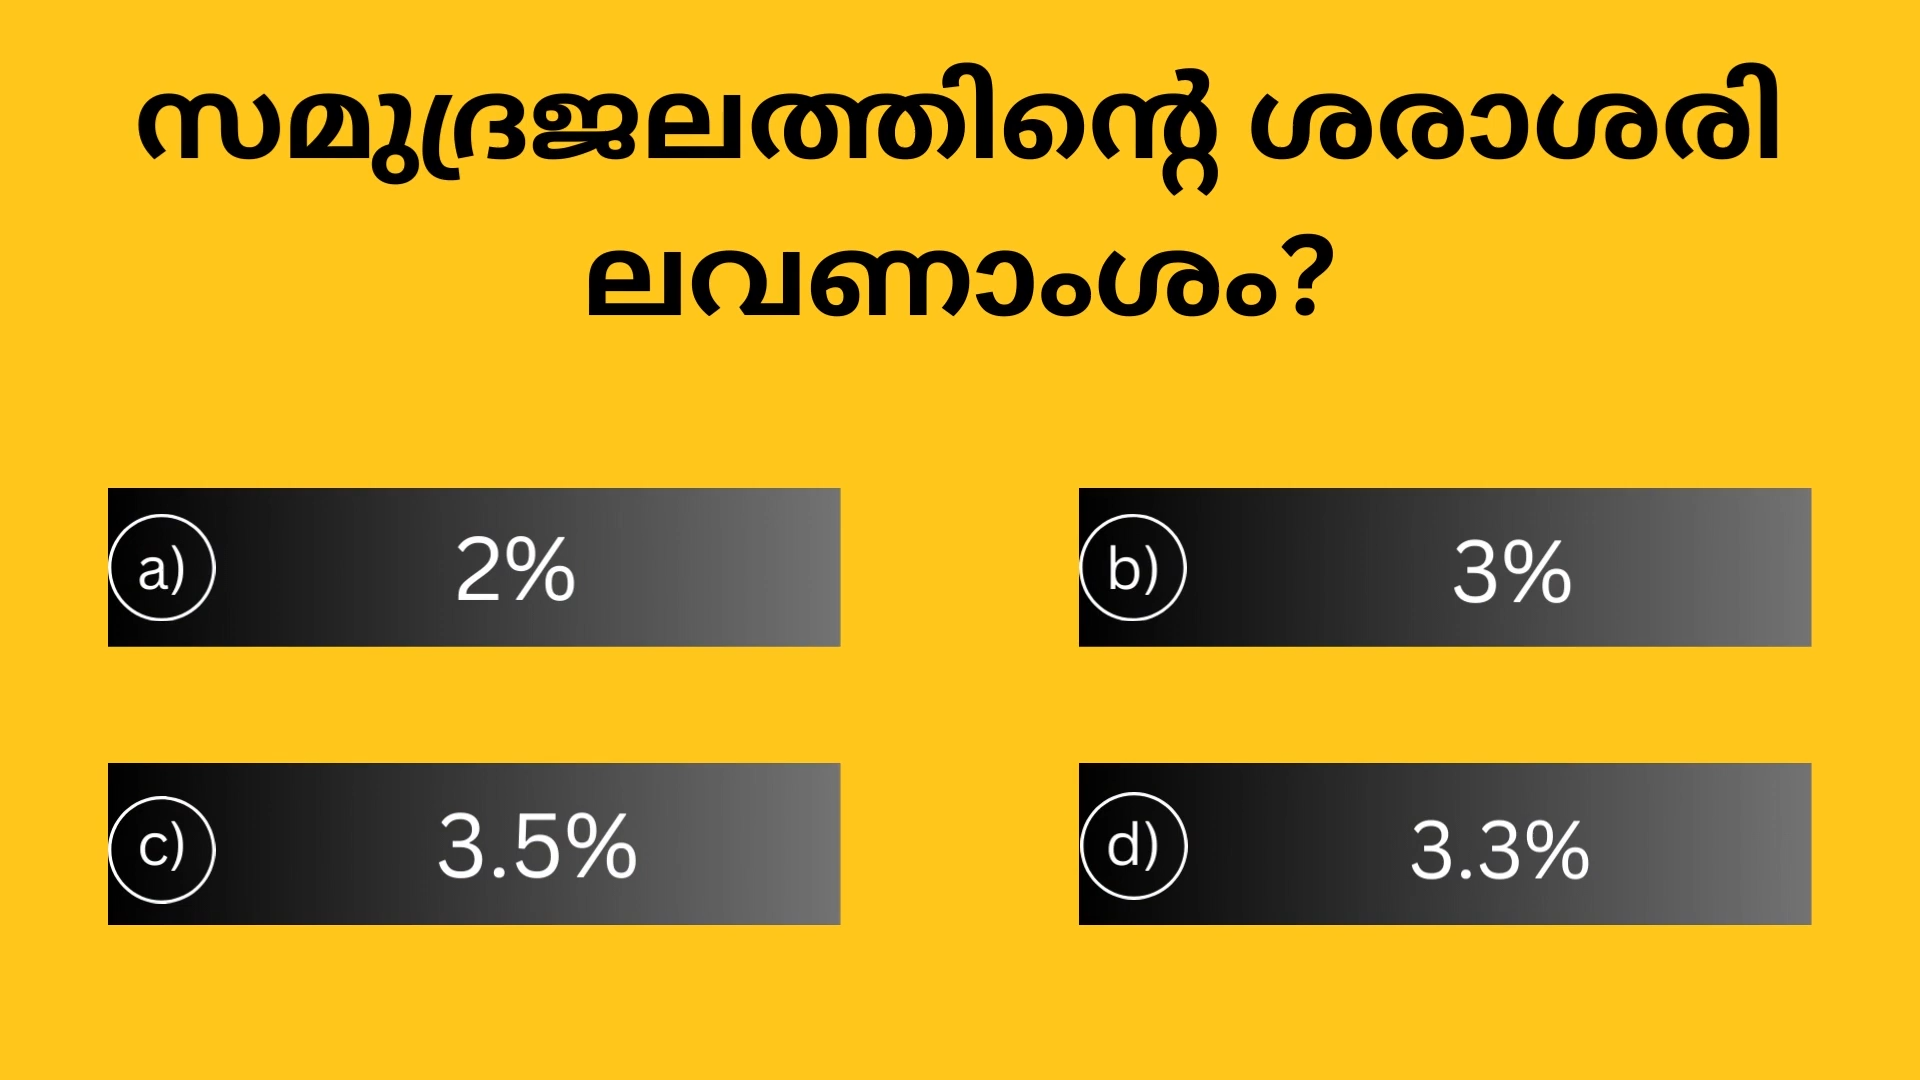 സമുദ്രജലത്തിന്റെ ശരാശരി
ലവണാംശം?
a) 2%
b) 3%
c) 3.5%
d) 3.3%